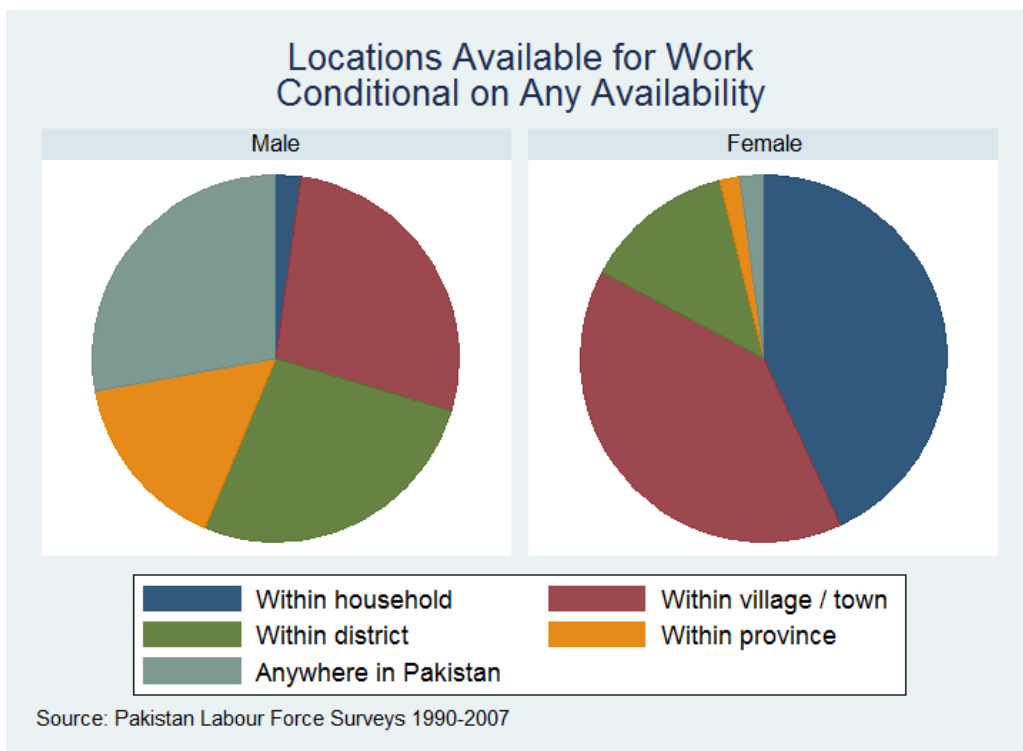 Locations Available for Work
Conditional on Any Availability
Male
Female
Within household
Within village / town
Within district
Within province
Anywhere in Pakistan
Source: Pakistan Labour Force Surveys 1990-2007